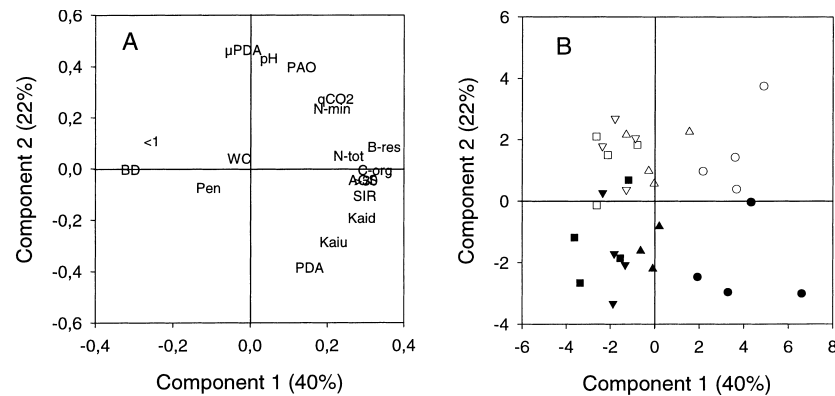 A
0,6
0,4
0,2
0,0
-0,2
-0,4
-0,6
Component 2 (22%)
µPDA
pH
PAO
qCO2
N-min
<1
B-res
WC
N-tot
BD
C-org
SIR
Pen
Kaid
Kaiu
PDA
-0,4 -0,2 0,0 0,2 0,4
Component 1 (40%)
B
6
4
2
0
-2
-4
Component 2 (22%)
-6 -4 -2 0 2 4 6 8
Component 1 (40%)